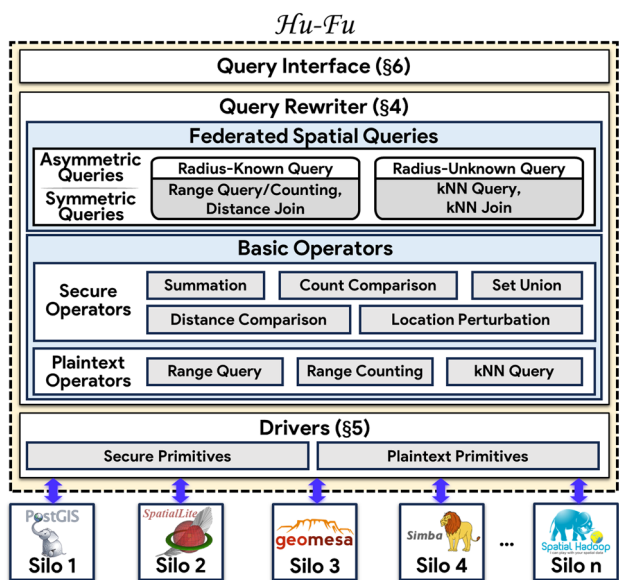 Hu-Fu
Query Interface (§6)
Query Rewriter (§4)
Federated Spatial Queries
Asymmetric Queries
Symmetric Queries
Radius-Known Query
Range Query/Counting,
Distance Join
Radius-Unknown Query
kNN Query,
kNN Join
Basic Operators
Secure
Operators
Summation
Count Comparison
Set Union
Distance Comparison
Location Perturbation
Plaintext
Operators
Range Query
Range Counting
kNN Query
Drivers (§5)
Secure Primitives
Plaintext Primitives
PostGIS
Silo 1
SpatialLite
Silo 2
geomesa
Silo 3
Simba
Silo 4
...
Spatial Hadoop
Silo n